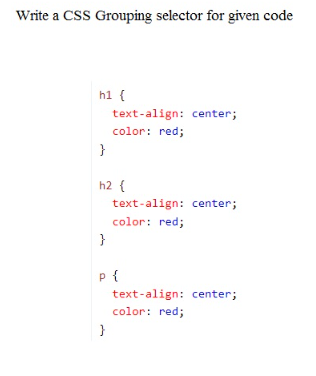 Write a CSS Grouping selector for given code
h1 {
text-align: center;
color: red;
}
h2 {
text-align: center;
color: red;
}
p {
text-align: center;
color: red;
}